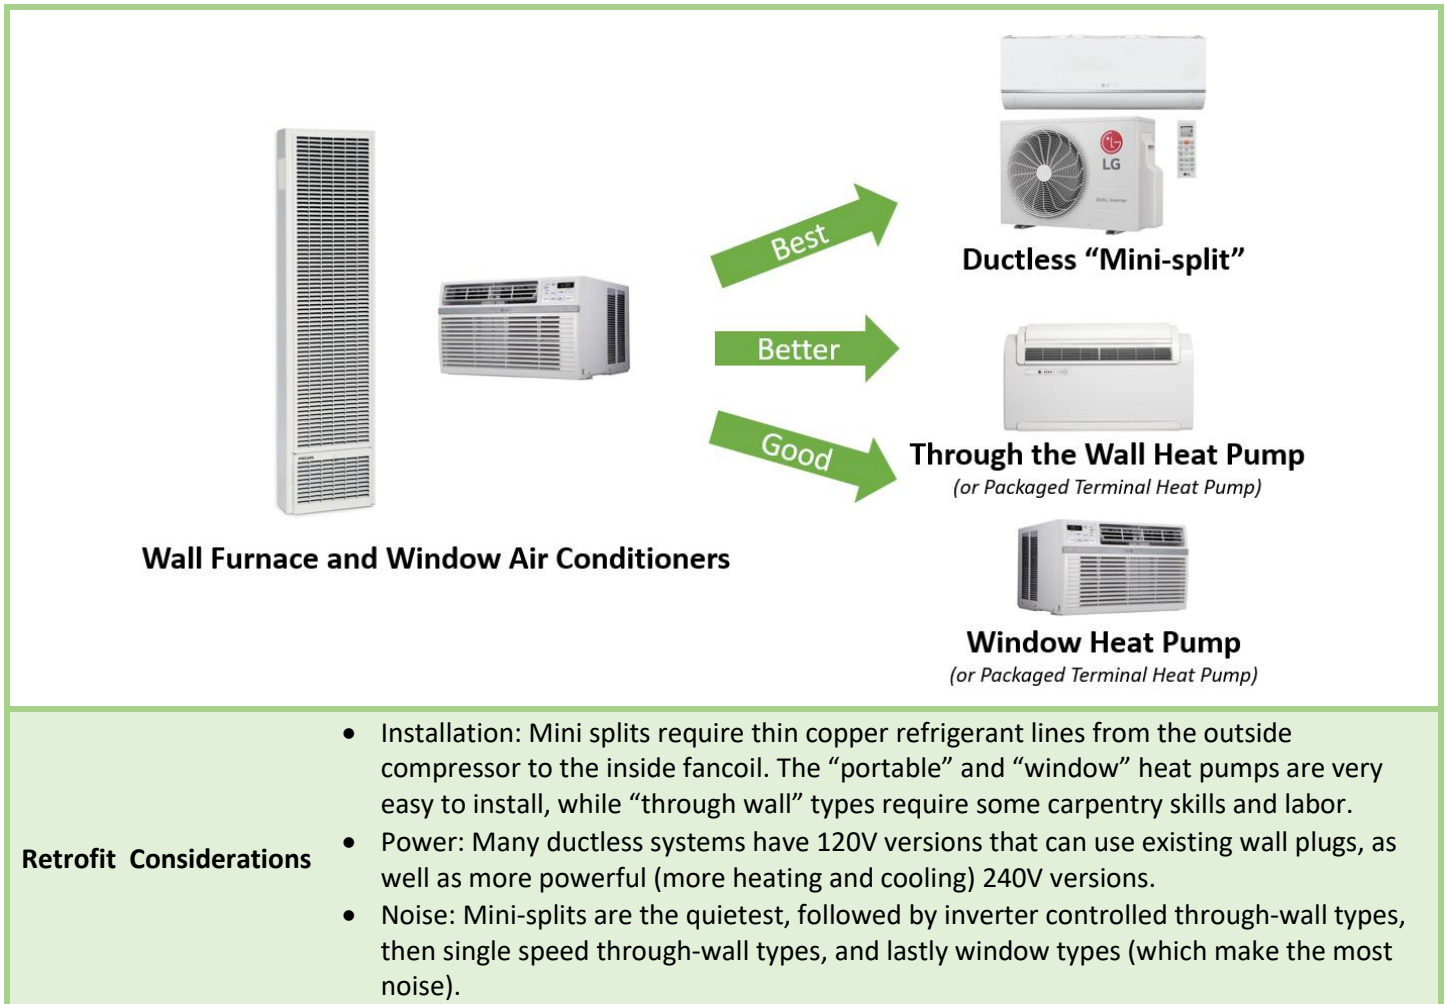 LG
Best
Ductless “Mini-split”
Better
Good
Through the Wall Heat Pump
(or Packaged Terminal Heat Pump)
Wall Furnace and Window Air Conditioners
Window Heat Pump
(or Packaged Terminal Heat Pump)
Retrofit Considerations
• Installation: Mini splits require thin copper refrigerant lines from the outside
compressor to the inside fancoil. The “portable” and “window” heat pumps are very
easy to install, while “through wall” types require some carpentry skills and labor.
• Power: Many ductless systems have 120V versions that can use existing wall plugs, as
well as more powerful (more heating and cooling) 240V versions.
• Noise: Mini-splits are the quietest, followed by inverter controlled through-wall types,
then single speed through-wall types, and lastly window types (which make the most
noise).